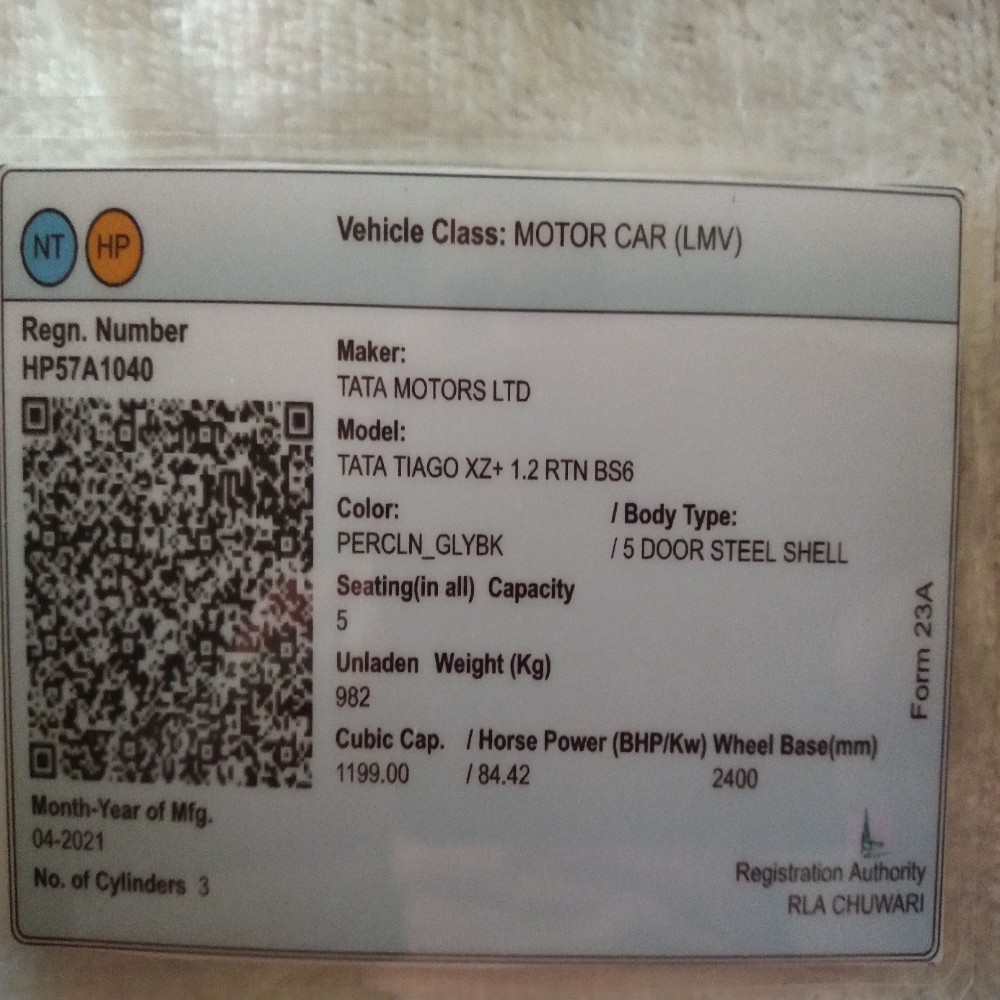 NT HP
Vehicle Class: MOTOR CAR (LMV)
Regn. Number
HP57A1040
Maker:
TATA MOTORS LTD
Model:
TATA TIAGO XZ+ 1.2 RTN BS6
Color: / Body Type:
PERCLN_GLYBK / 5 DOOR STEEL SHELL
Seating(in all) Capacity
5
Unladen Weight (Kg)
982
Cubic Cap. / Horse Power (BHP/Kw) Wheel Base(mm)
1199.00 / 84.42 2400
Month-Year of Mfg.
04-2021
No. of Cylinders 3
Form 23A
Registration Authority
RLA CHUWARI